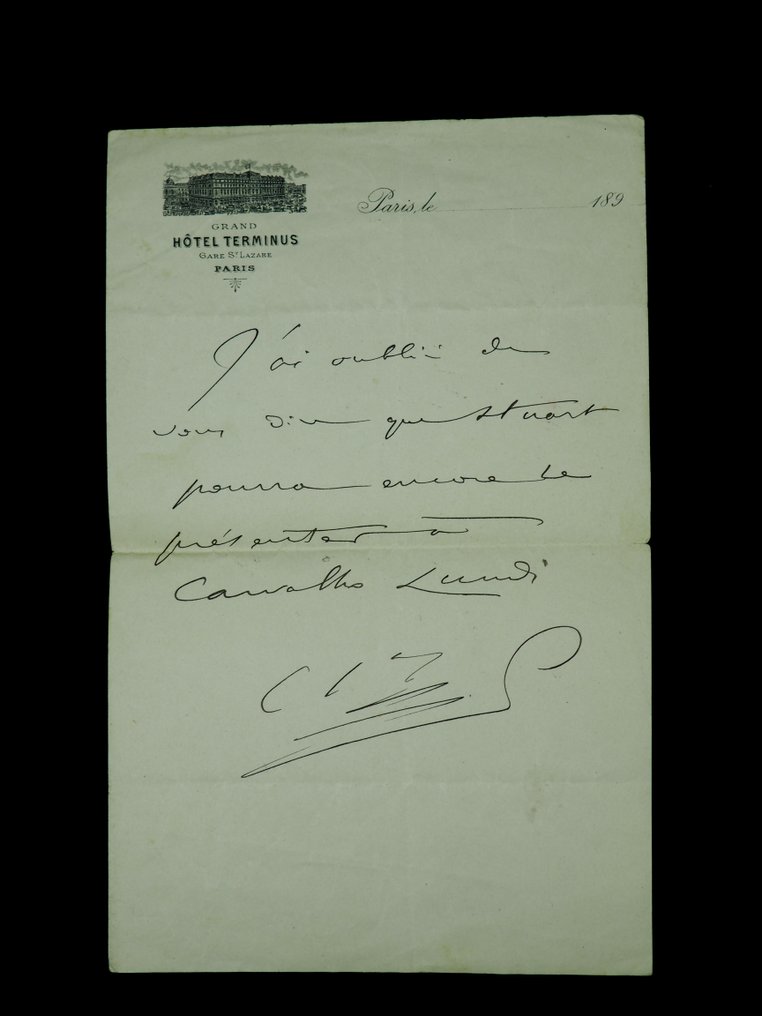 GRAND
HÔTEL TERMINUS
GARE St LAZARE
PARIS
Paris, le 189
J'ai oublié de
vous dire que Stuart
pourra encore se
présenter à
Carvalho Lundi